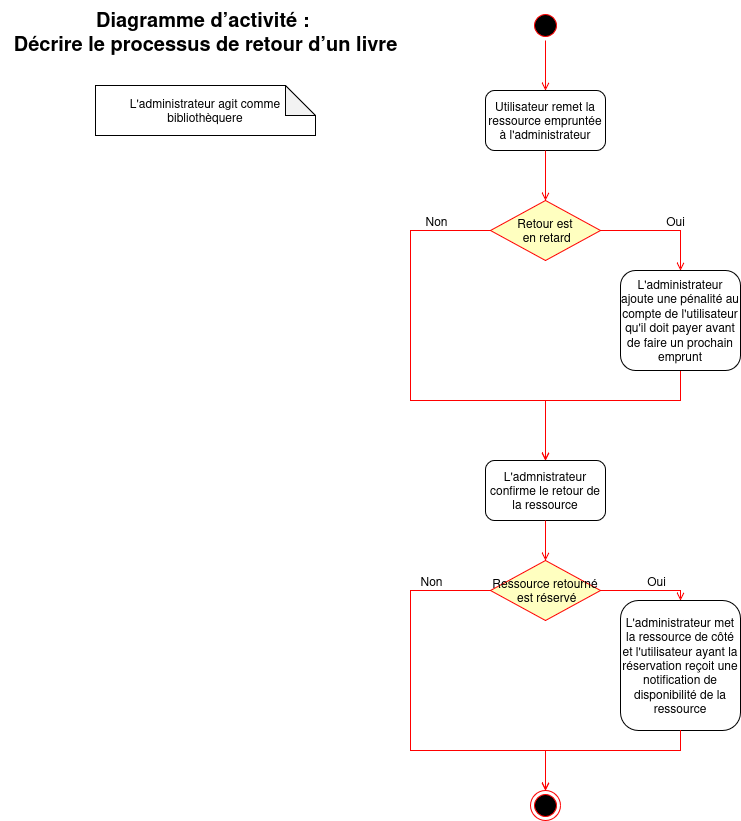 Diagramme d'activité :
Décrire le processus de retour d'un livre
L'administrateur agit comme
bibliothèquere
Utilisateur remet la
ressource empruntée
à l'administrateur
Retour est
en retard
Non
Oui
L'administrateur
ajoute une pénalité au
compte de l'utilisateur
qu'il doit payer avant
de faire un prochain
emprunt
L'admnistrateur
confirme le retour de
la ressource
Ressource retourné
est réservé
Non
Oui
L'administrateur met
la ressource de côté
et l'utilisateur ayant la
réservation reçoit une
notification de
disponibilité de la
ressource